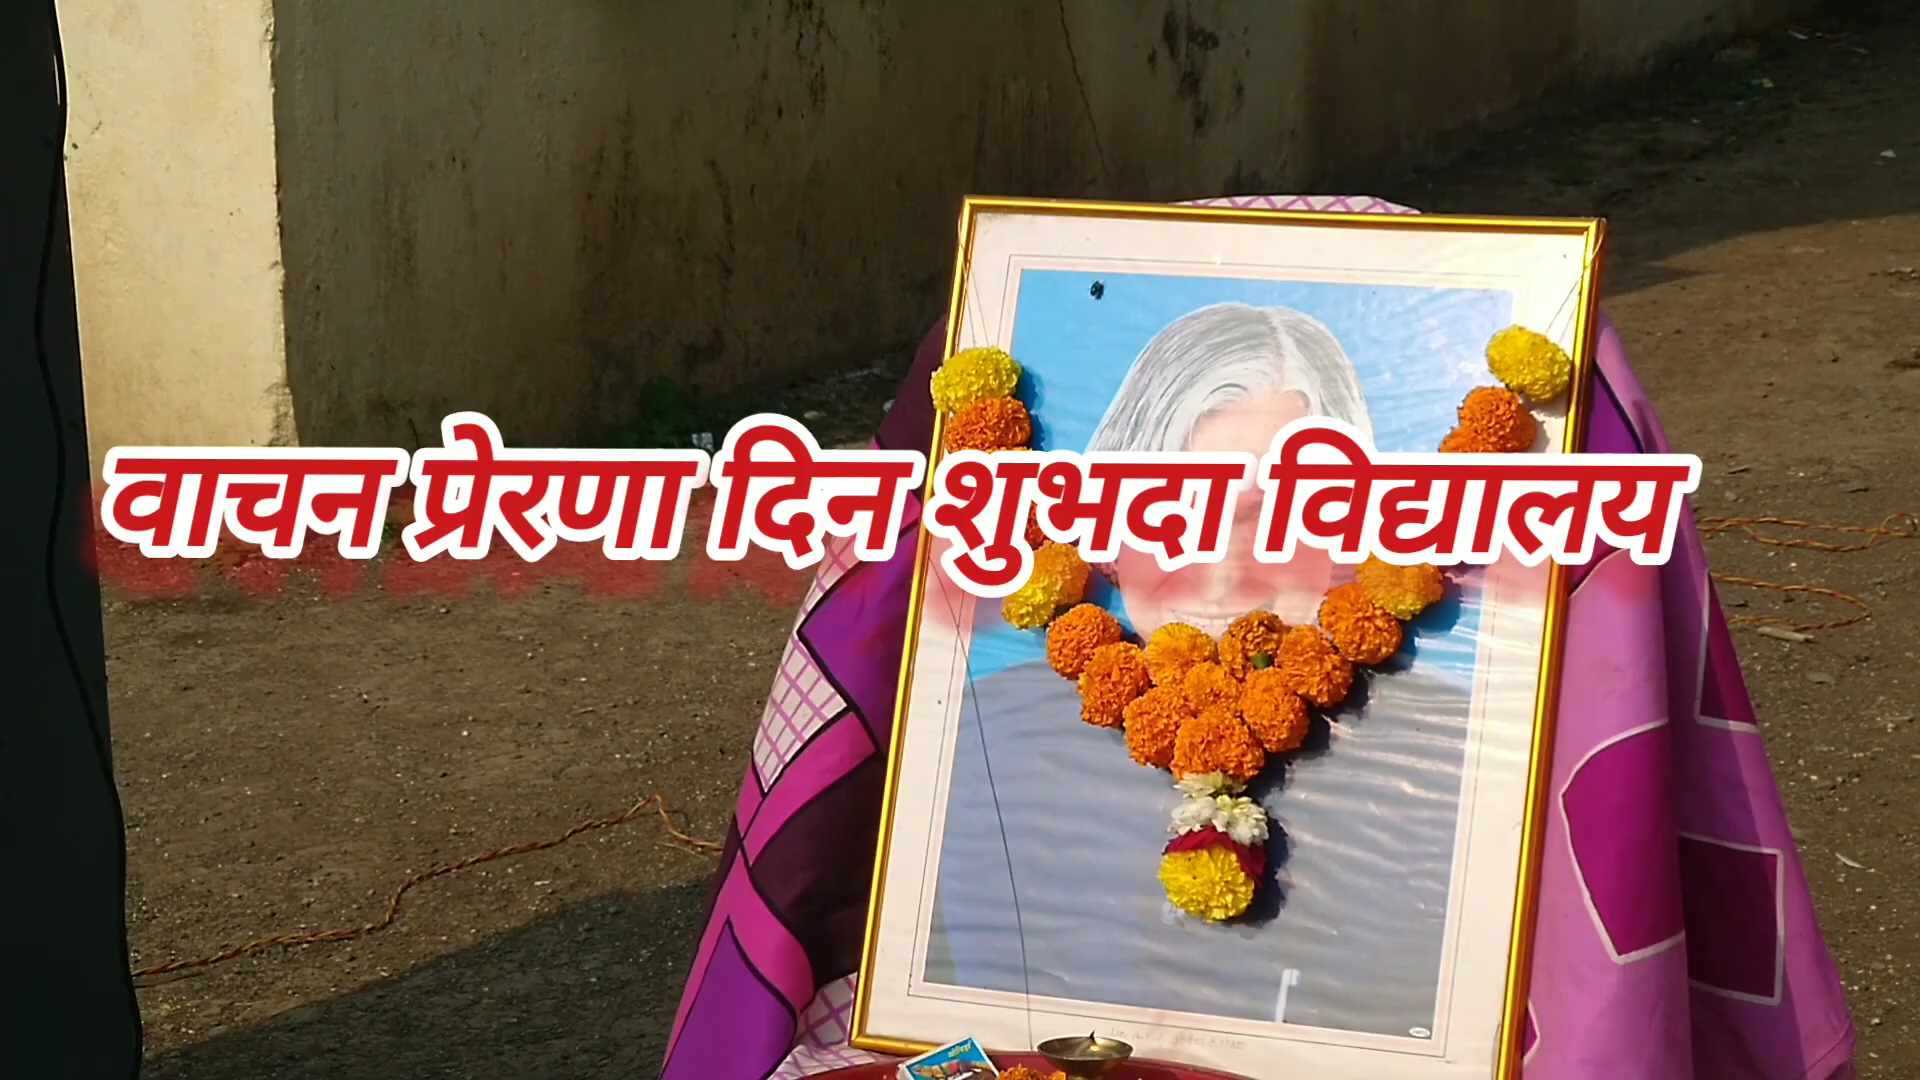 वाचन प्रेरणा दिन शुभदा विद्यालय